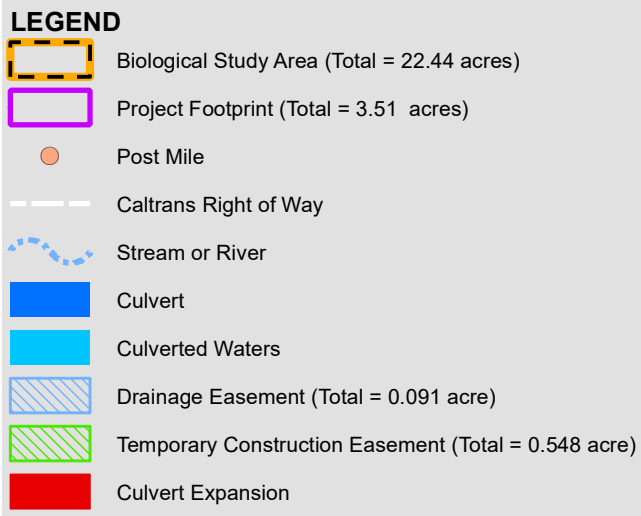 LEGEND
Biological Study Area (Total = 22.44 acres)
Project Footprint (Total = 3.51  acres)
Post Mile
Caltrans Right of Way
Stream or River
Culvert
Culverted Waters
Drainage Easement (Total = 0.091 acre)
Temporary Construction Easement (Total = 0.548 acre)
Culvert Expansion